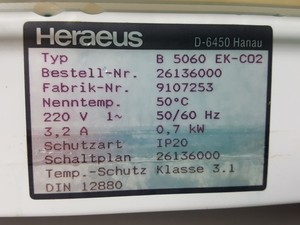 Heraeus D-6450 Hanau
Typ B 5060 EK-CO2
Bestell-Nr. 26136000
Fabrik-Nr. 9107253
Nenntemp. 50°C
220 V 1~ 50/60 Hz
3,2 A 0,7 kW
Schutzart IP20
Schaltplan 26136000
Temp.-Schutz Klasse 3.1
DIN 12880